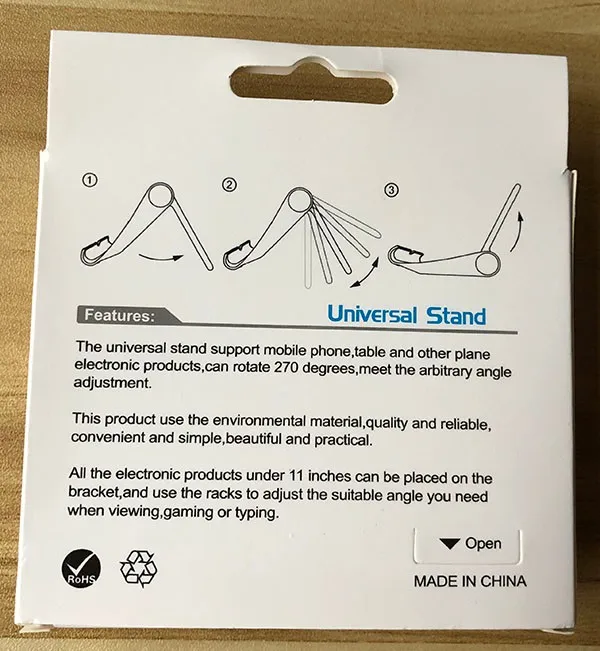 1 2 3
Features:
Universal Stand
The universal stand support mobile phone,table and other plane
electronic products,can rotate 270 degrees,meet the arbitrary angle
adjustment.
This product use the environmental material,quality and reliable,
convenient and simple,beautiful and practical.
All the electronic products under 11 inches can be placed on the
bracket,and use the racks to adjust the suitable angle you need
when viewing,gaming or typing.
Open
RoHS
MADE IN CHINA